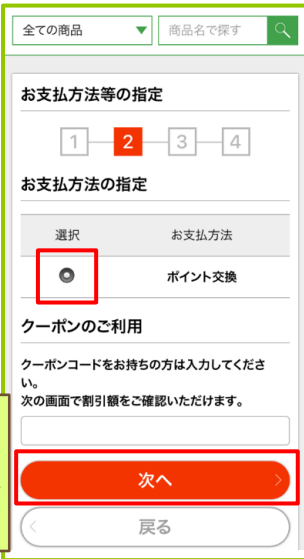 全ての商品 ▼ 商品名で探す
お支払方法等の指定
1 2 3 4
お支払方法の指定
選択 お支払方法
ポイント交換
クーポンのご利用
クーポンコードをお持ちの方は入力してくださ
い。
次の画面で割引額をご確認いただけます。
次へ
戻る